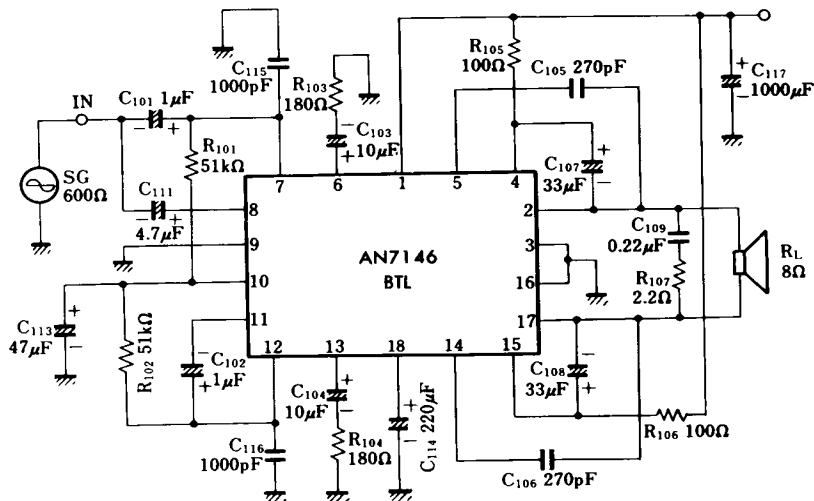 R105
100Ω
C105 270pF
+
C117
−
1000μF
C115
1000pF
R103
180Ω
IN
C101 1μF
− +
R101
51kΩ
−
C103
+ 10μF
+
C107
33μF −
SG
600Ω
7 6 1 5 4
C111
− +
4.7μF
8
9
10
11
AN7146
BTL
2
3
16
17
C109
0.22μF
R107
2.2Ω
RL
8Ω
12 13 18 14 15
C113
+
47μF −
R102 51kΩ
−
C102
+
1μF
+
C104
−
10μF
R104
180Ω
+
−
C114 220μF
−
C108
33μF +
R106 100Ω
C116
1000pF
C106 270pF